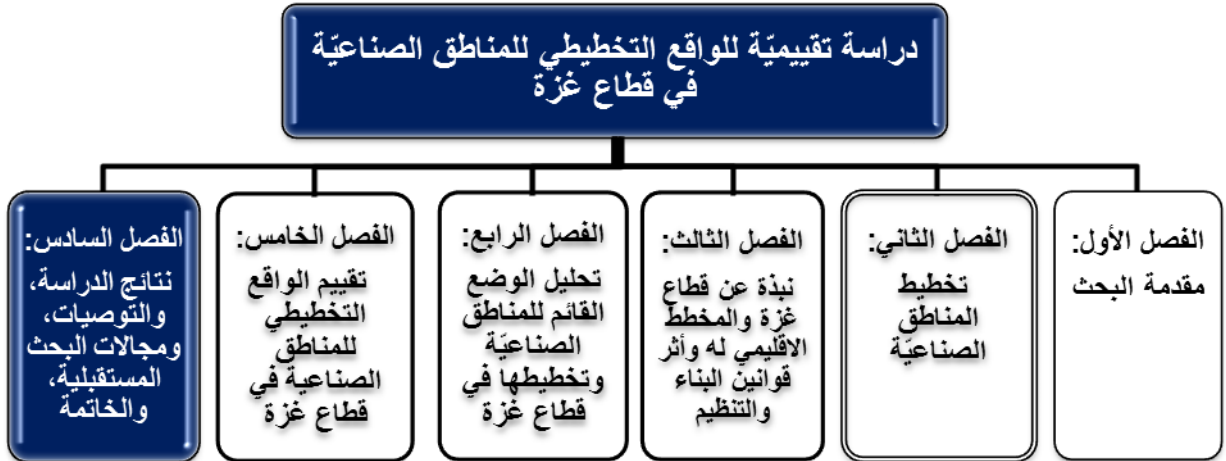 دراسة تقييميّة للواقع التخطيطي للمناطق الصناعيّة
في قطاع غزة
الفصل الأول:
مقدمة البحث
الفصل الثاني:
تخطيط
المناطق
الصناعيّة
الفصل الثالث:
نبذة عن قطاع
غزة والمخطط
الاقليمي له وأثر
قوانين البناء
والتنظيم
الفصل الرابع:
تحليل الوضع
القائم للمناطق
الصناعيّة
وتخطيطها في
قطاع غزة
الفصل الخامس:
تقييم الواقع
التخطيطي
للمناطق
الصناعية في
قطاع غزة
الفصل السادس:
نتائج الدراسة،
والتوصيات،
ومجالات البحث
المستقبلية،
والخاتمة